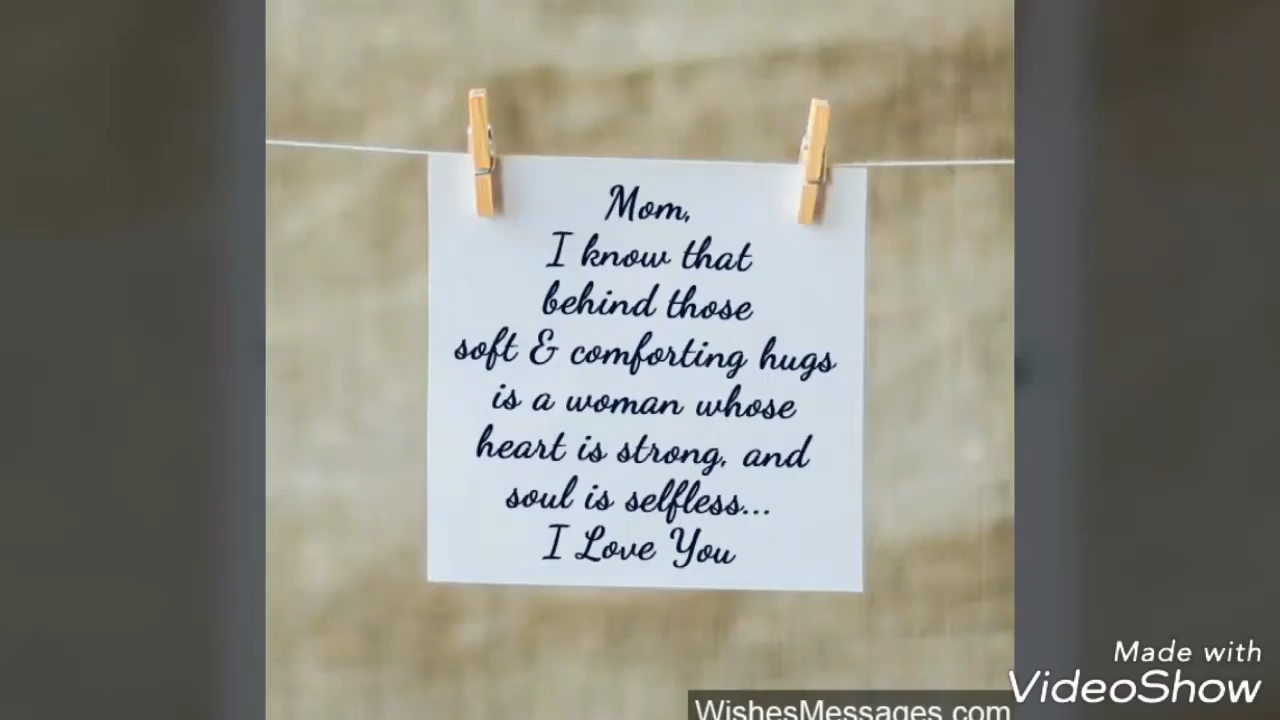 Mom,
I know that
behind those
soft & comforting hugs
is a woman whose
heart is strong, and
soul is selfless...
I Love You
WishesMessages.com
Made with
VideoShow